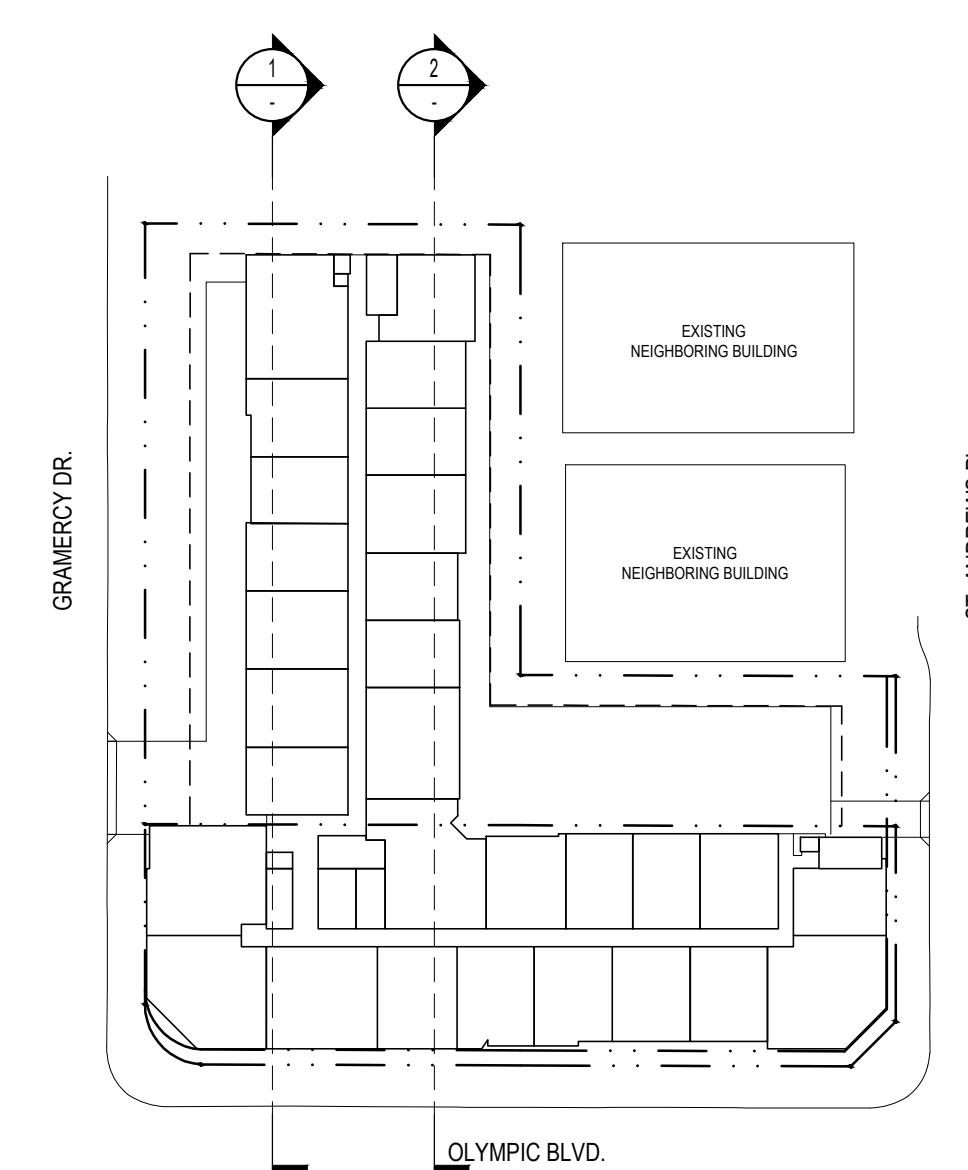 1
-
2
-
EXISTING
NEIGHBORING BUILDING
GRAMERCY DR.
EXISTING
NEIGHBORING BUILDING
OLYMPIC BLVD.